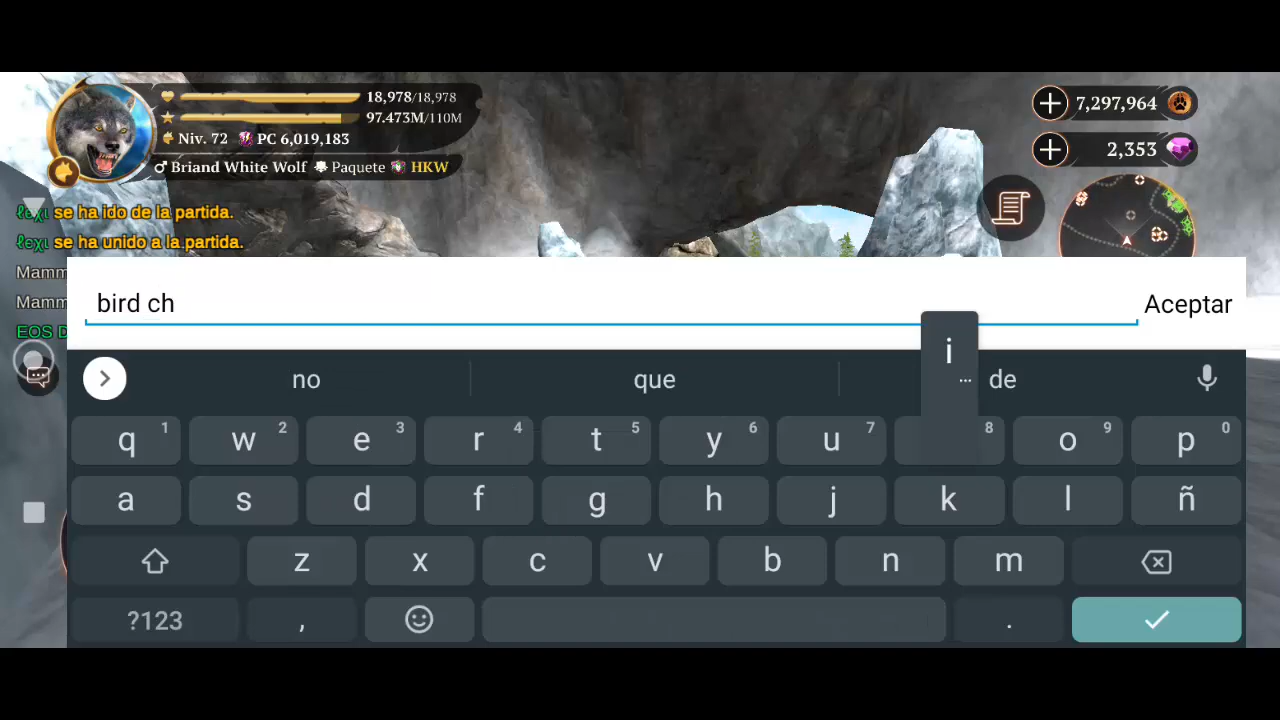 18,978/18,978
97.473M/110M
Niv. 72 PC 6,019,183
♂ Briand White Wolf Paquete HKW
7,297,964
2,353
se ha ido de la partida.
se ha unido a la partida.
Mamm
Mamm
EOS D
bird ch
Aceptar
i
...
no que de
q 1 w 2 e 3 r 4 t 5 y 6 u 7 8 o 9 p 0
a s d f g h j k l ñ
z x c v b n m
?123 , .